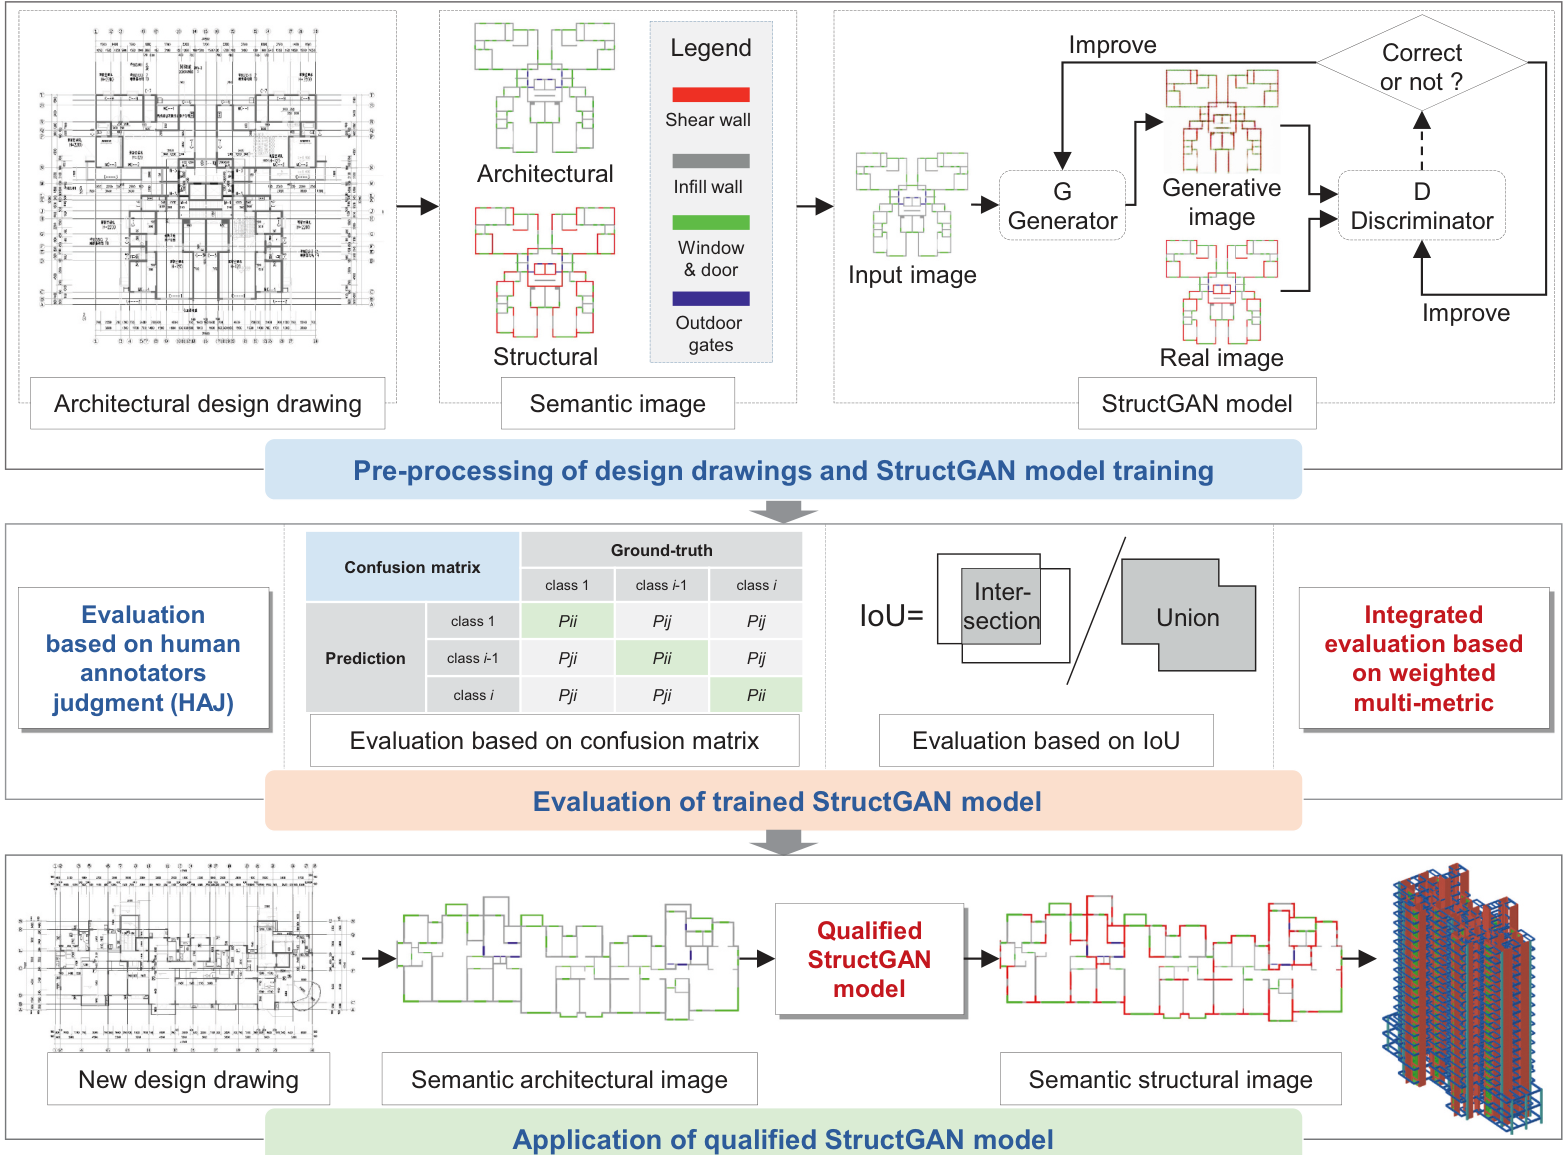 Architectural
Structural
Legend
Shear wall
Infill wall
Window
& door
Outdoor
gates
Input image
Improve
G
Generator
Generative
image
Real image
Correct
or not ?
D
Discriminator
Improve
Architectural design drawing
Semantic image
StructGAN model
Pre-processing of design drawings and StructGAN model training
Evaluation
based on human
annotators
judgment (HAJ)
Confusion matrix
Ground-truth
class 1
class i-1
class i
Prediction
class 1
Pii
Pij
Pij
class i-1
Pji
Pii
Pij
class i
Pji
Pji
Pii
Evaluation based on confusion matrix
IoU=
Inter-
section
Union
Evaluation based on IoU
Integrated
evaluation based
on weighted
multi-metric
Evaluation of trained StructGAN model
Qualified
StructGAN
model
New design drawing
Semantic architectural image
Semantic structural image
Application of qualified StructGAN model